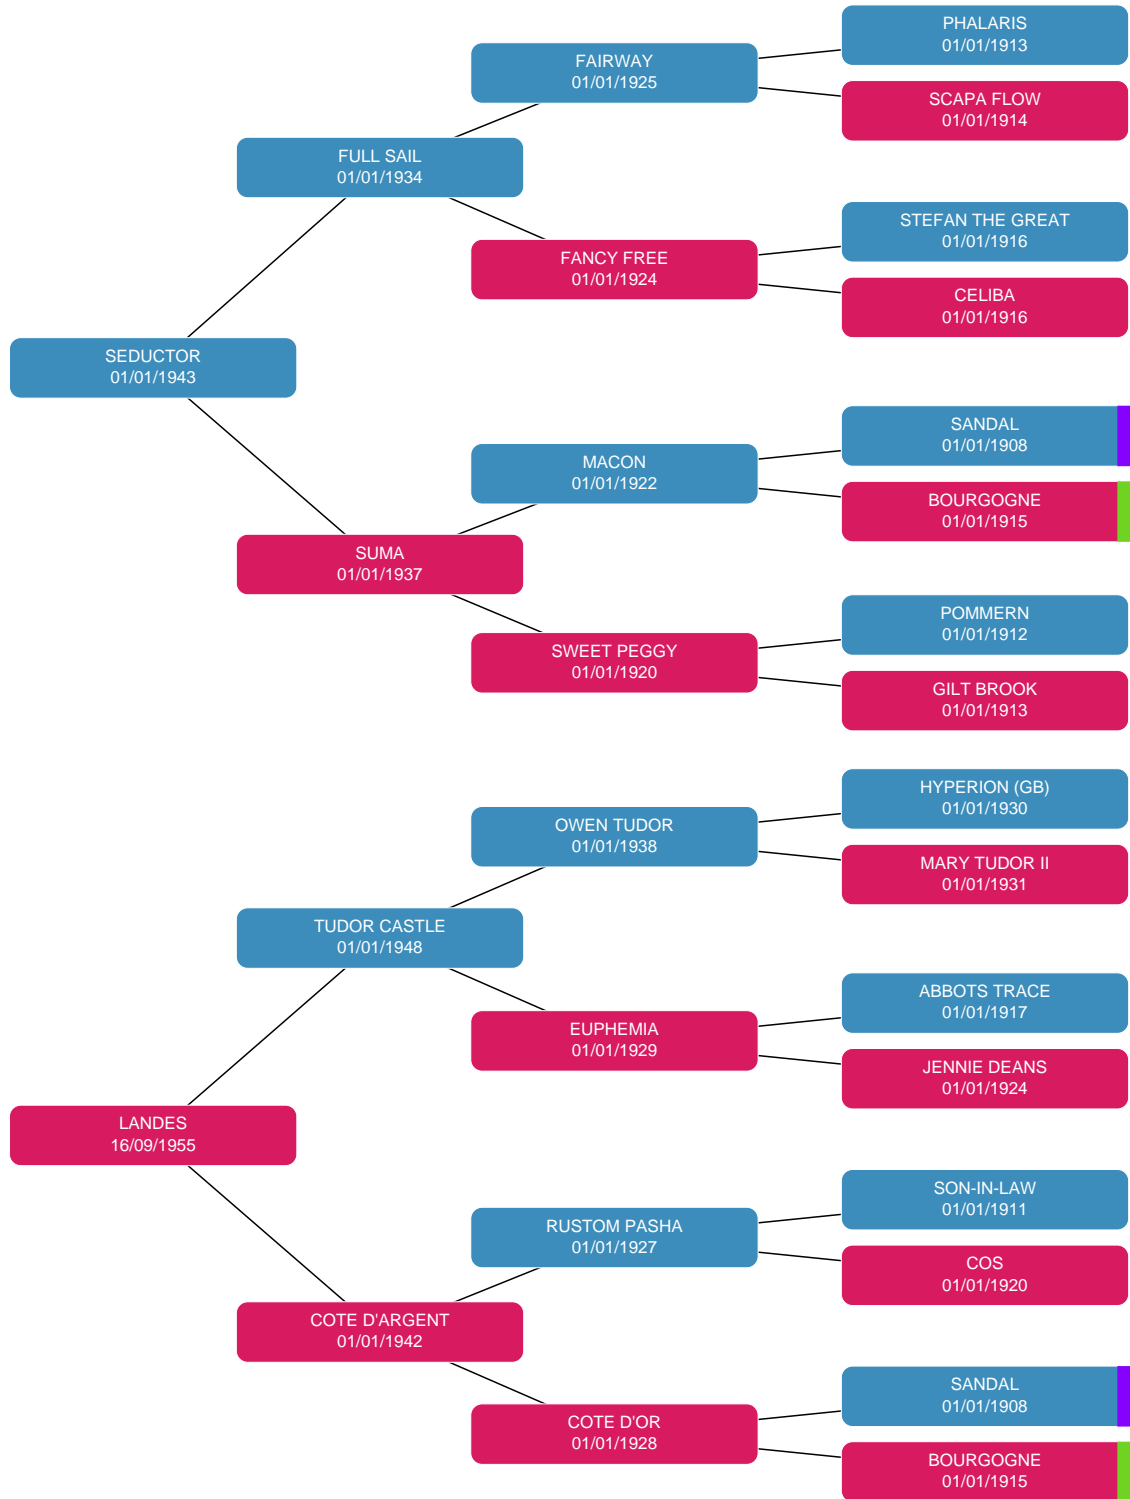 PHALARIS
01/01/1913
FAIRWAY
01/01/1925
SCAPA FLOW
01/01/1914
FULL SAIL
01/01/1934
STEFAN THE GREAT
01/01/1916
FANCY FREE
01/01/1924
CELIBA
01/01/1916
SEDUCTOR
01/01/1943
SANDAL
01/01/1908
MACON
01/01/1922
BOURGOGNE
01/01/1915
SUMA
01/01/1937
POMMERN
01/01/1912
SWEET PEGGY
01/01/1920
GILT BROOK
01/01/1913
HYPERION (GB)
01/01/1930
OWEN TUDOR
01/01/1938
MARY TUDOR II
01/01/1931
TUDOR CASTLE
01/01/1948
ABBOTS TRACE
01/01/1917
EUPHEMIA
01/01/1929
JENNIE DEANS
01/01/1924
LANDES
16/09/1955
SON-IN-LAW
01/01/1911
RUSTOM PASHA
01/01/1927
COS
01/01/1920
COTE D'ARGENT
01/01/1942
SANDAL
01/01/1908
COTE D'OR
01/01/1928
BOURGOGNE
01/01/1915